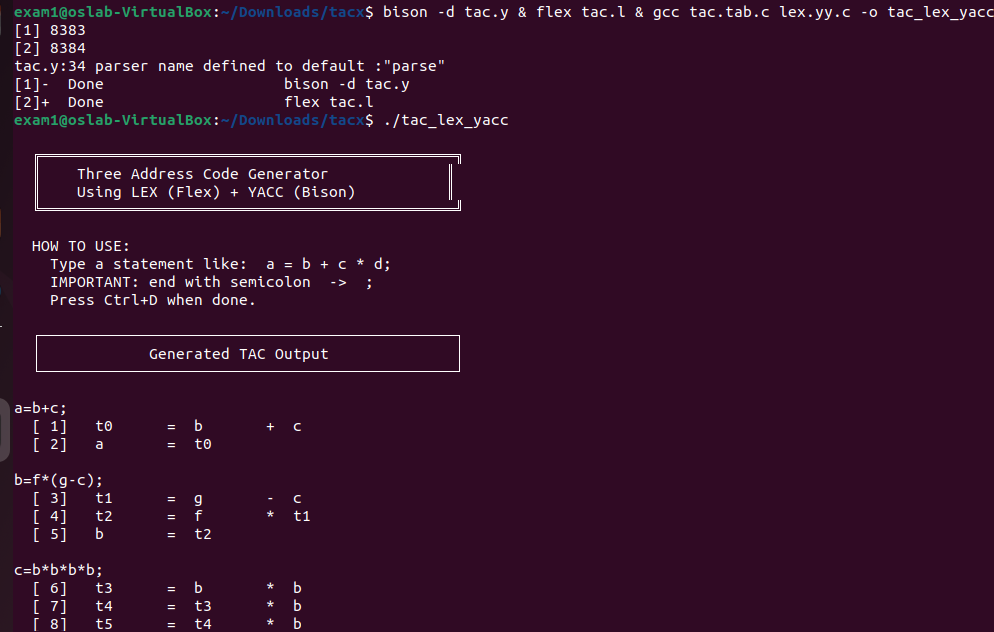 exam1@oslab-VirtualBox:~/Downloads/tacx$ bison -d tac.y & flex tac.l & gcc tac.tab.c lex.yy.c -o tac_lex_yacc
[1] 8383
[2] 8384
tac.y:34 parser name defined to default :"parse"
[1]-  Done                    bison -d tac.y
[2]+  Done                    flex tac.l
exam1@oslab-VirtualBox:~/Downloads/tacx$ ./tac_lex_yacc
Three Address Code Generator
Using LEX (Flex) + YACC (Bison)
HOW TO USE:
Type a statement like:  a = b + c * d;
IMPORTANT: end with semicolon  ->  ;
Press Ctrl+D when done.
Generated TAC Output
a=b+c;
[ 1]   t0      =  b       +  c
[ 2]   a       =  t0
b=f*(g-c);
[ 3]   t1      =  g       -  c
[ 4]   t2      =  f       *  t1
[ 5]   b       =  t2
c=b*b*b*b;
[ 6]   t3      =  b       *  b
[ 7]   t4      =  t3      *  b
[ 8]   t5      =  t4      *  b